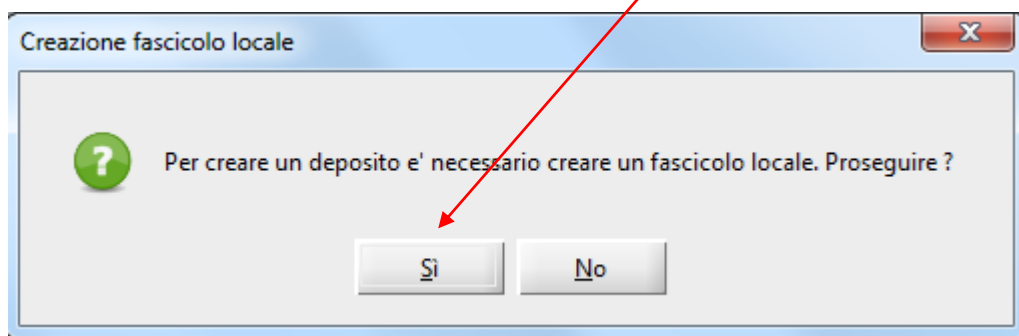 Creazione fascicolo locale
Per creare un deposito e' necessario creare un fascicolo locale. Proseguire ?
Sì
No